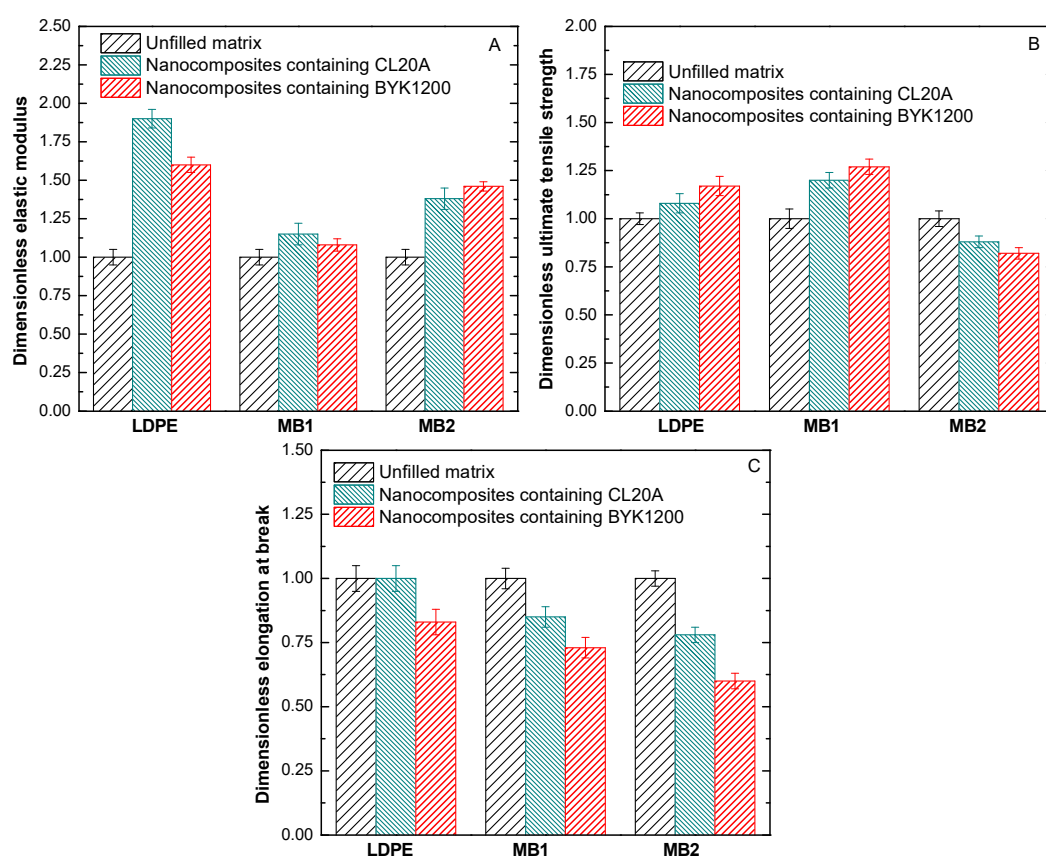 A
Dimensionless elastic modulus
2.50
2.25
2.00
1.75
1.50
1.25
1.00
0.75
0.50
0.25
0.00
Unfilled matrix
Nanocomposites containing CL20A
Nanocomposites containing BYK1200
LDPE MB1 MB2
B
Dimensionless ultimate tensile strength
2.00
1.75
1.50
1.25
1.00
0.75
0.50
0.25
0.00
Unfilled matrix
Nanocomposites containing CL20A
Nanocomposites containing BYK1200
LDPE MB1 MB2
C
Dimensionless elongation at break
1.50
1.25
1.00
0.75
0.50
0.25
0.00
Unfilled matrix
Nanocomposites containing CL20A
Nanocomposites containing BYK1200
LDPE MB1 MB2